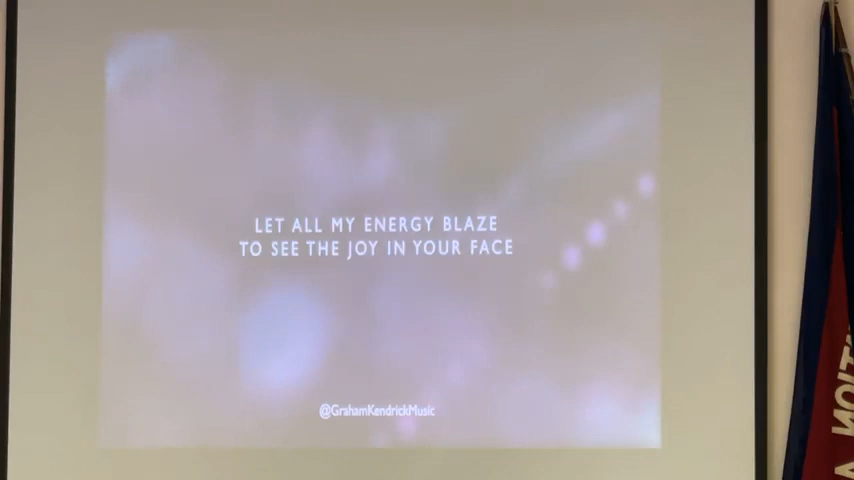 LET ALL MY ENERGY BLAZE
TO SEE THE JOY IN YOUR FACE
@GrahamKendrickMusic